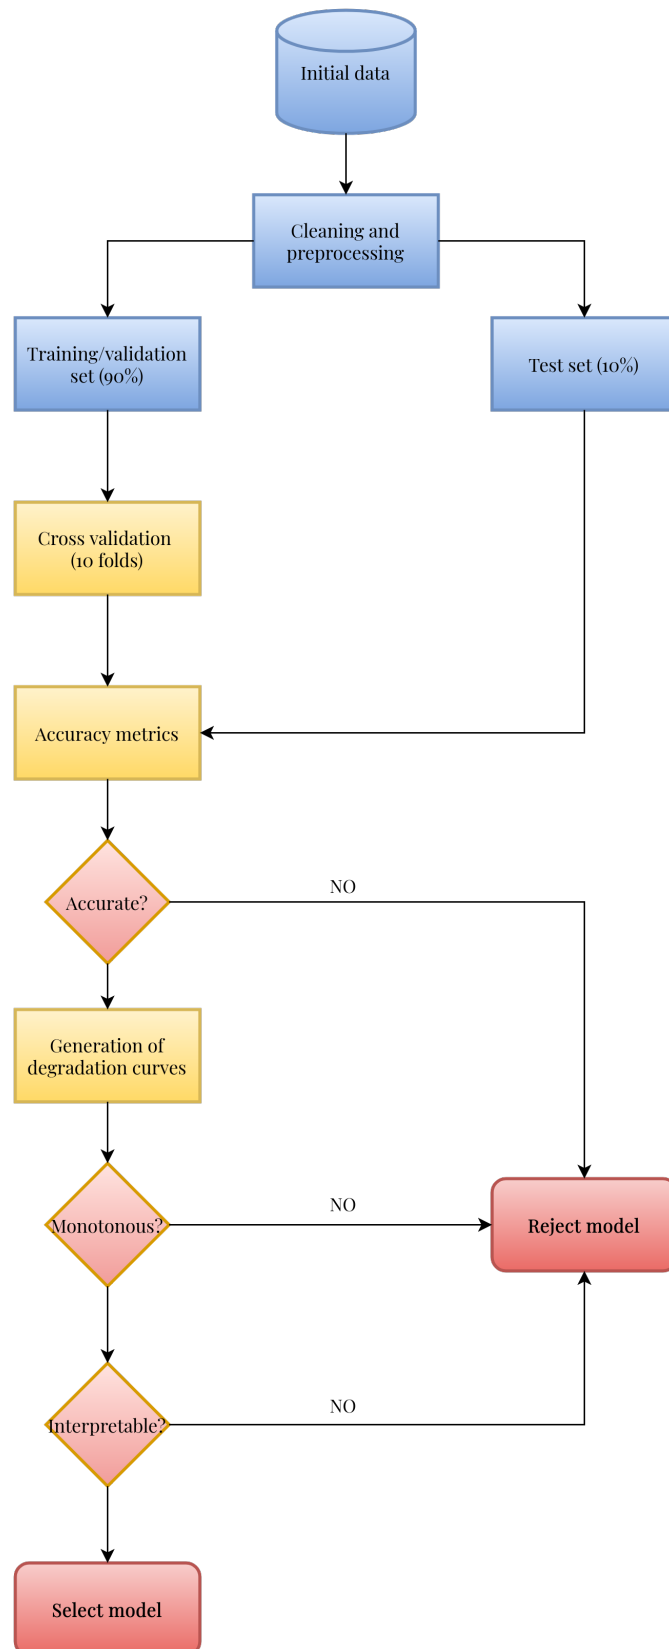 Initial data
Cleaning and
preprocessing
Training/validation
set (90%)
Test set (10%)
Cross validation
(10 folds)
Accuracy metrics
Accurate?
NO
Generation of
degradation curves
Monotonous?
NO
Reject model
Interpretable?
NO
Select model